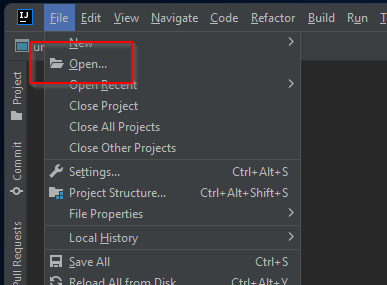 IJ File Edit View Navigate Code Refactor Build Run
New
Open...
Open Recent
Close Project
Close All Projects
Close Other Projects
Settings... Ctrl+Alt+S
Project Structure... Ctrl+Alt+Shift+S
File Properties
Local History
Save All Ctrl+S
Reload All from Disk Ctrl+Alt+Y
Project
Commit
Pull Requests